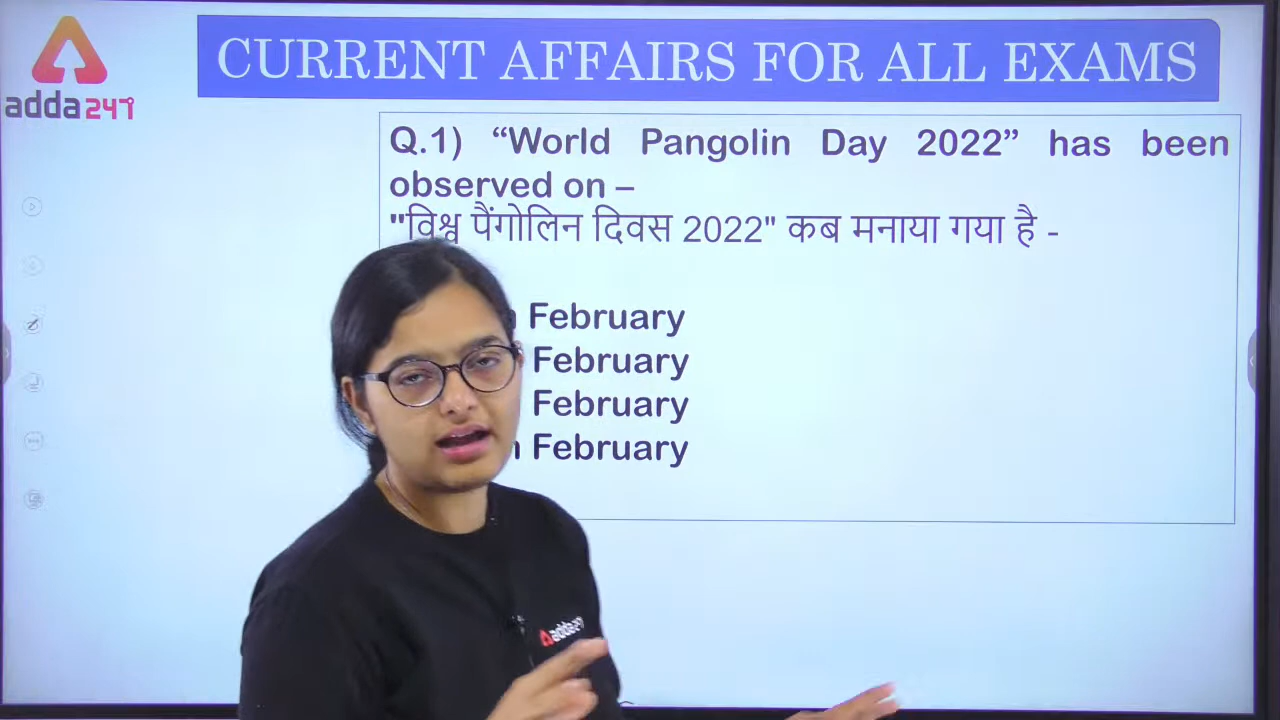 CURRENT AFFAIRS FOR ALL EXAMS
adda247
Q.1) “World Pangolin Day 2022” has been
observed on –
"विश्व पैंगोलिन दिवस 2022" कब मनाया गया है -
February
February
February
February
adda247